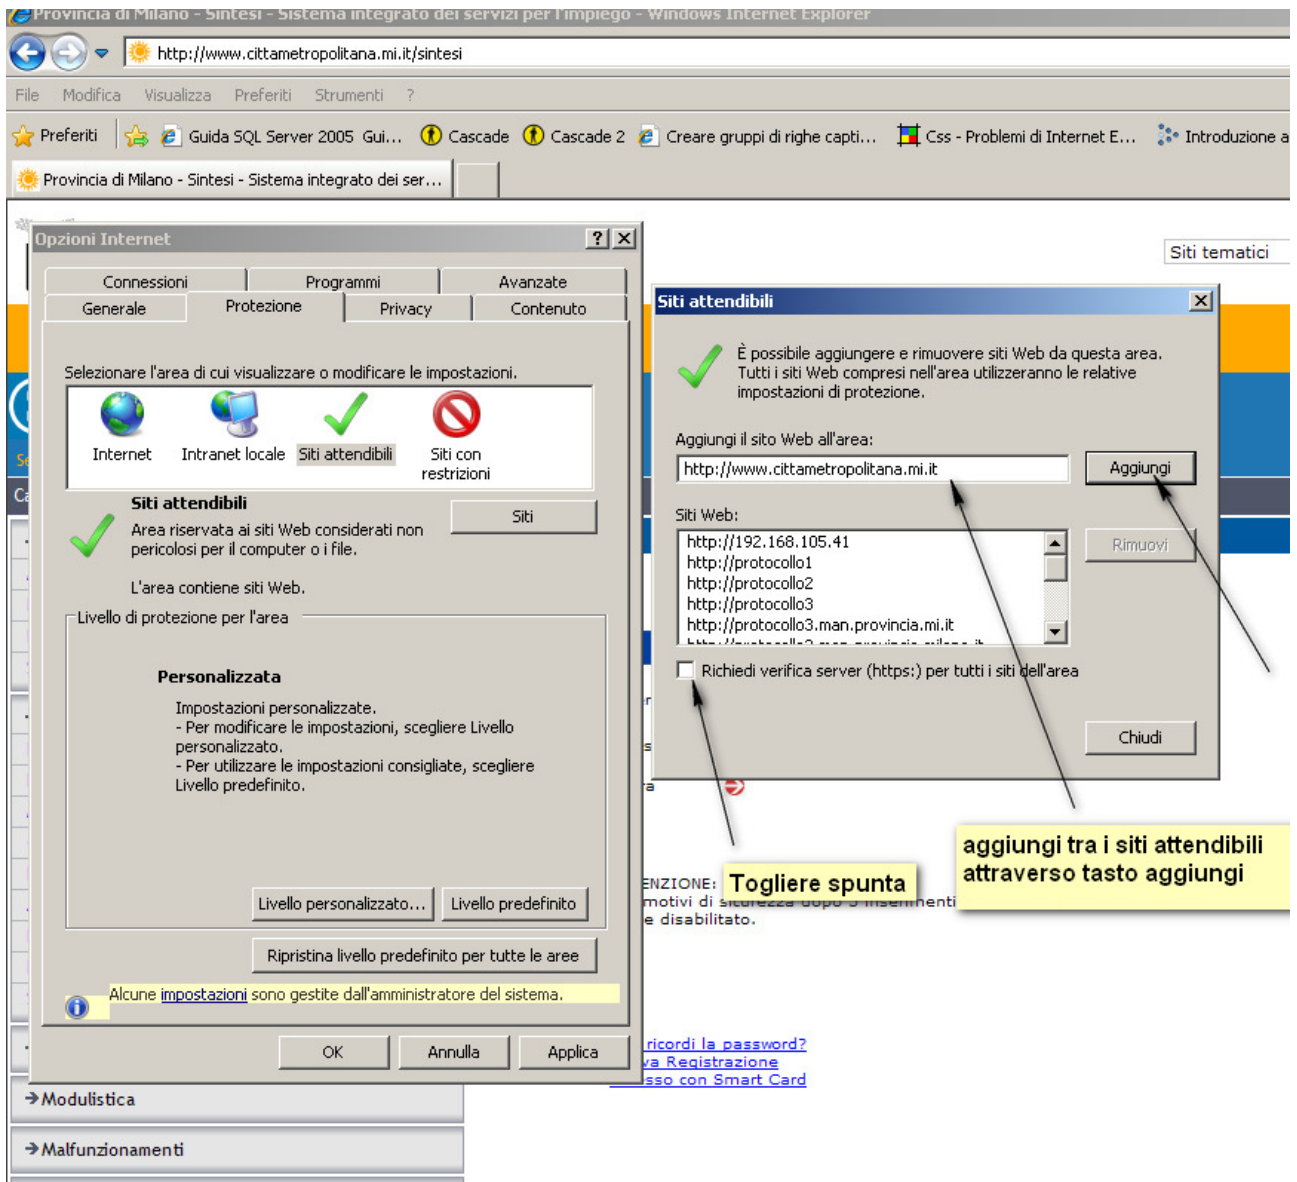 Provincia di Milano - Sintesi - Sistema integrato dei servizi per l'impiego - Windows Internet Explorer
http://www.cittametropolitana.mi.it/sintesi
File Modifica Visualizza Preferiti Strumenti ?
Preferiti Guida SQL Server 2005 Gui... Cascade Cascade 2 Creare gruppi di righe capti... Css - Problemi di Internet E... Introduzione a
Provincia di Milano - Sintesi - Sistema integrato dei ser...
Siti tematici
Opzioni Internet
Connessioni Programmi Avanzate
Generale Protezione Privacy Contenuto
Selezionare l'area di cui visualizzare o modificare le impostazioni.
Internet Intranet locale Siti attendibili Siti con
restrizioni
Siti attendibili
Siti
Area riservata ai siti Web considerati non
pericolosi per il computer o i file.
L'area contiene siti Web.
Livello di protezione per l'area
Personalizzata
Impostazioni personalizzate.
- Per modificare le impostazioni, scegliere Livello
personalizzato.
- Per utilizzare le impostazioni consigliate, scegliere
Livello predefinito.
Livello personalizzato... Livello predefinito
Ripristina livello predefinito per tutte le aree
Alcune impostazioni sono gestite dall'amministratore del sistema.
OK Annulla Applica
Siti attendibili
È possibile aggiungere e rimuovere siti Web da questa area.
Tutti i siti Web compresi nell'area utilizzeranno le relative
impostazioni di protezione.
Aggiungi il sito Web all'area:
http://www.cittametropolitana.mi.it Aggiungi
Siti Web:
http://192.168.105.41 Rimuovi
http://protocollo1
http://protocollo2
http://protocollo3
http://protocollo3.man.provincia.mi.it
Richiedi verifica server (https:) per tutti i siti dell'area
Chiudi
aggiungi tra i siti attendibili
attraverso tasto aggiungi
Togliere spunta
ENZIONE:
motivi di sicurezza dopo 5 inserimenti
e disabilitato.
ricordi la password?
va Registrazione
esso con Smart Card
Modulistica
Malfunzionamenti